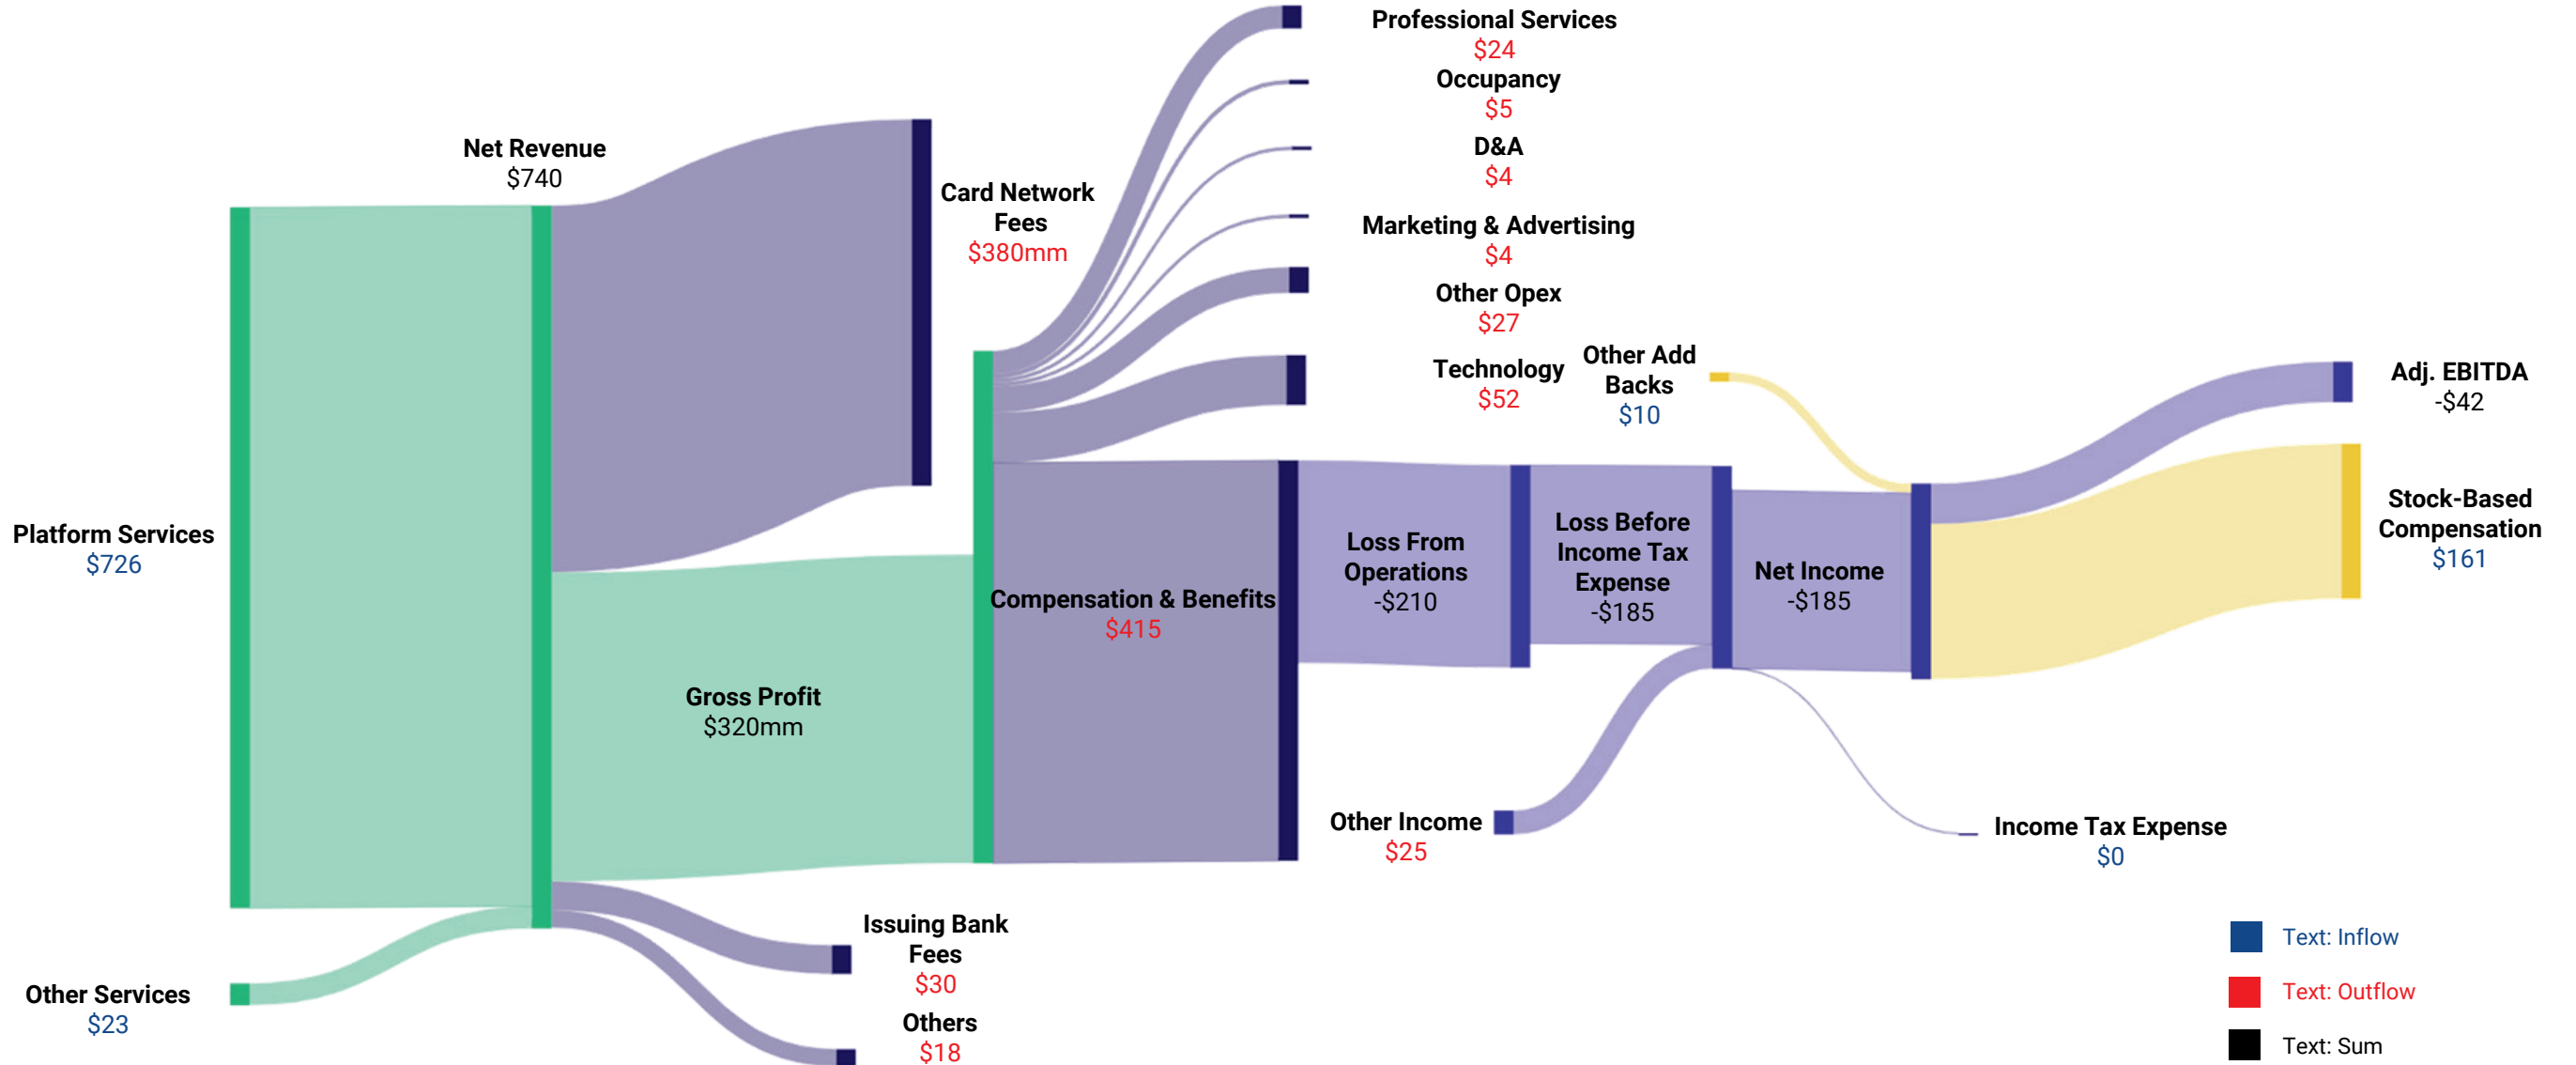 Professional Services
$24
Occupancy
$5
D&A
$4
Marketing & Advertising
$4
Other Opex
$27
Technology
$52
Net Revenue
$740
Card Network
Fees
$380mm
Platform Services
$726
Other Services
$23
Gross Profit
$320mm
Issuing Bank
Fees
$30
Others
$18
Compensation & Benefits
$415
Loss From
Operations
-$210
Other Income
$25
Loss Before
Income Tax
Expense
-$185
Other Add
Backs
$10
Net Income
-$185
Income Tax Expense
$0
Adj. EBITDA
-$42
Stock-Based
Compensation
$161
Text: Inflow
Text: Outflow
Text: Sum